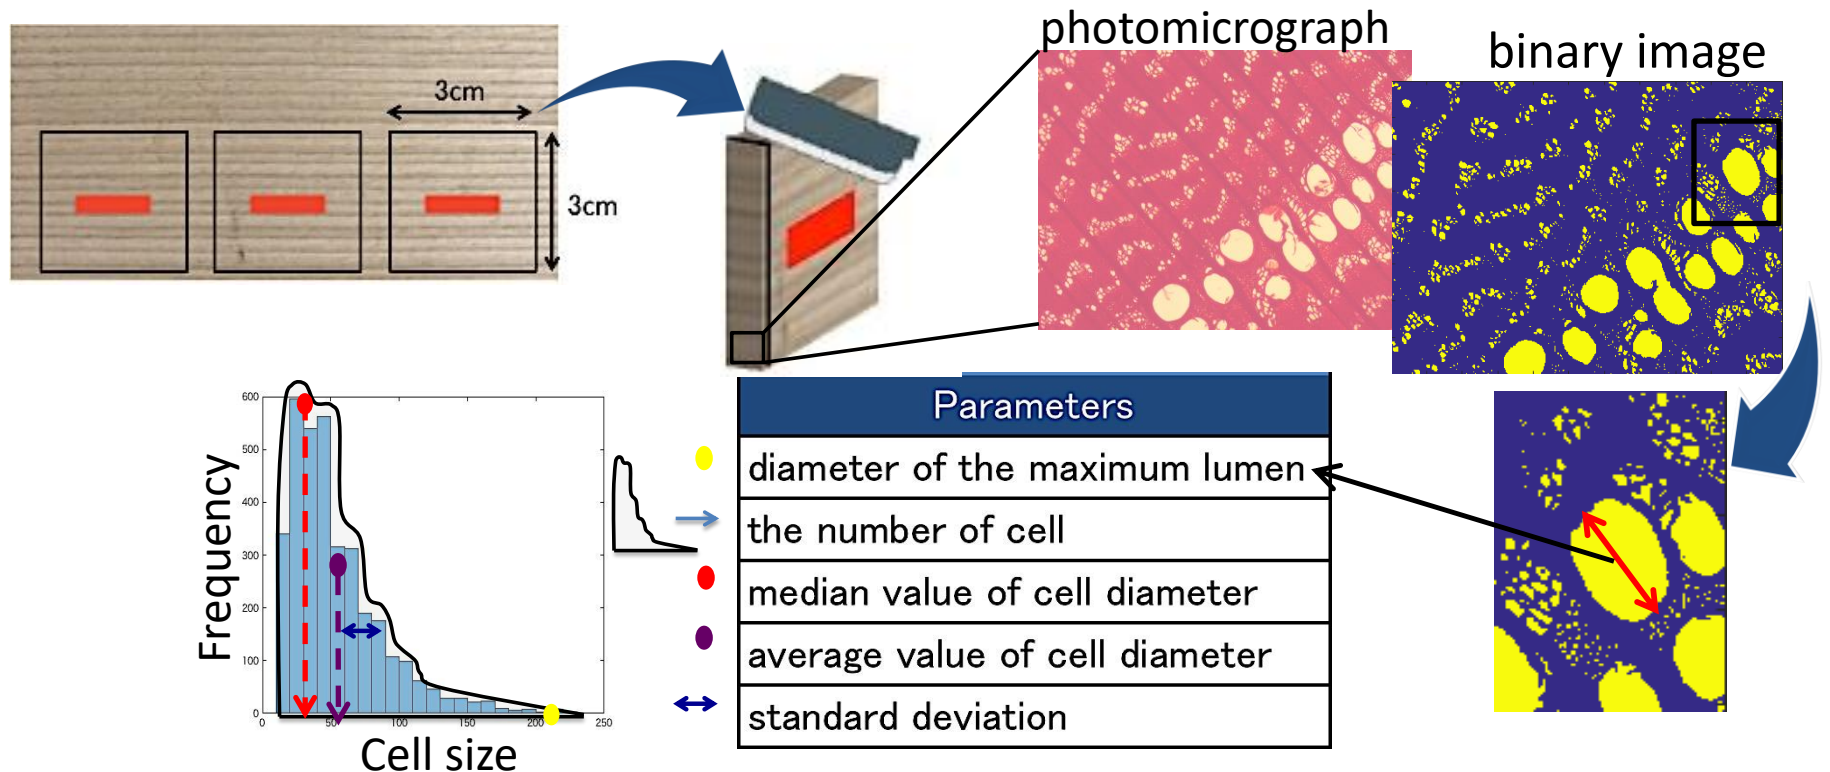 photomicrograph
binary image
3cm
3cm
Parameters
diameter of the maximum lumen
the number of cell
median value of cell diameter
average value of cell diameter
standard deviation
Frequency
600
500
400
300
200
100
0
0
50
100
150
200
250
Cell size